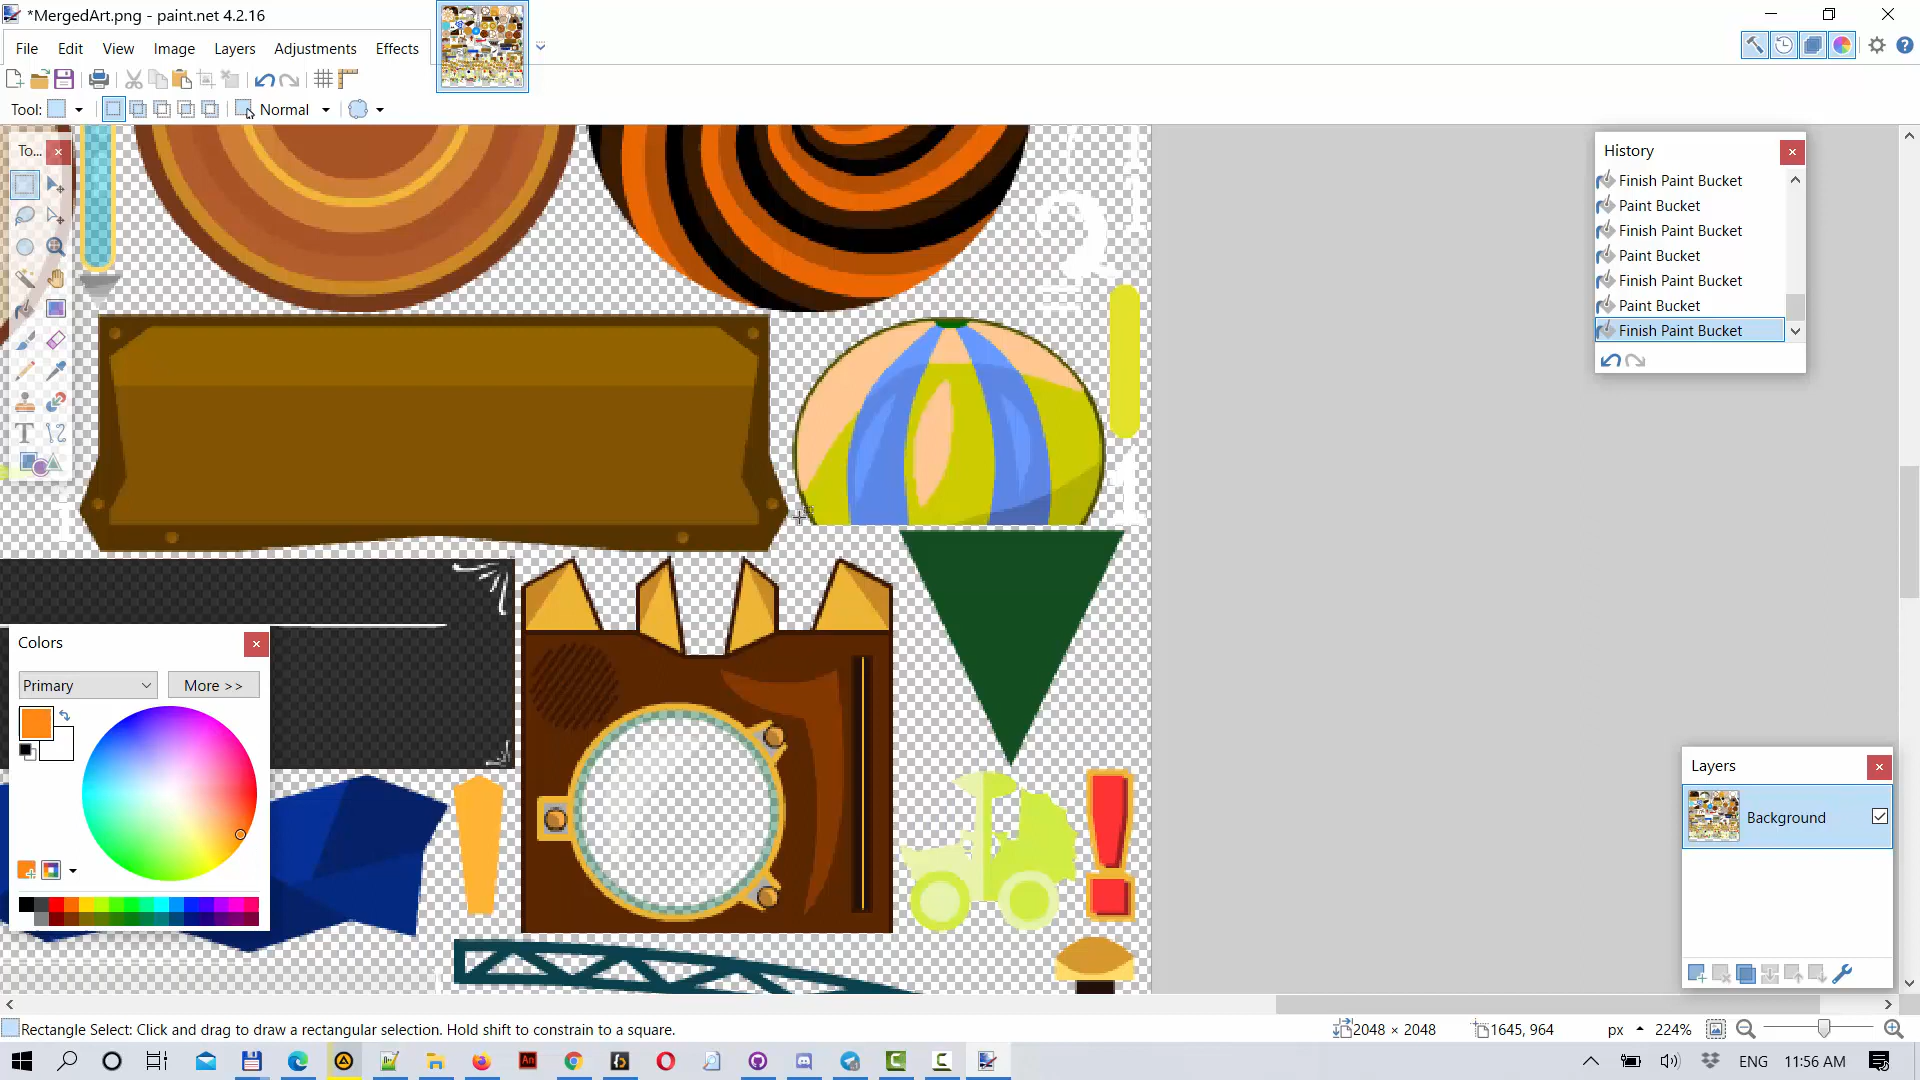 *MergedArt.png - paint.net 4.2.16
File Edit View Image Layers Adjustments Effects
Tool: Normal
To...
History
Finish Paint Bucket
Paint Bucket
Finish Paint Bucket
Paint Bucket
Finish Paint Bucket
Paint Bucket
Finish Paint Bucket
Colors
Primary More >>
Layers
Background
Rectangle Select: Click and drag to draw a rectangular selection. Hold shift to constrain to a square. 2048 × 2048 1645, 964 px 224%
ENG 11:56 AM